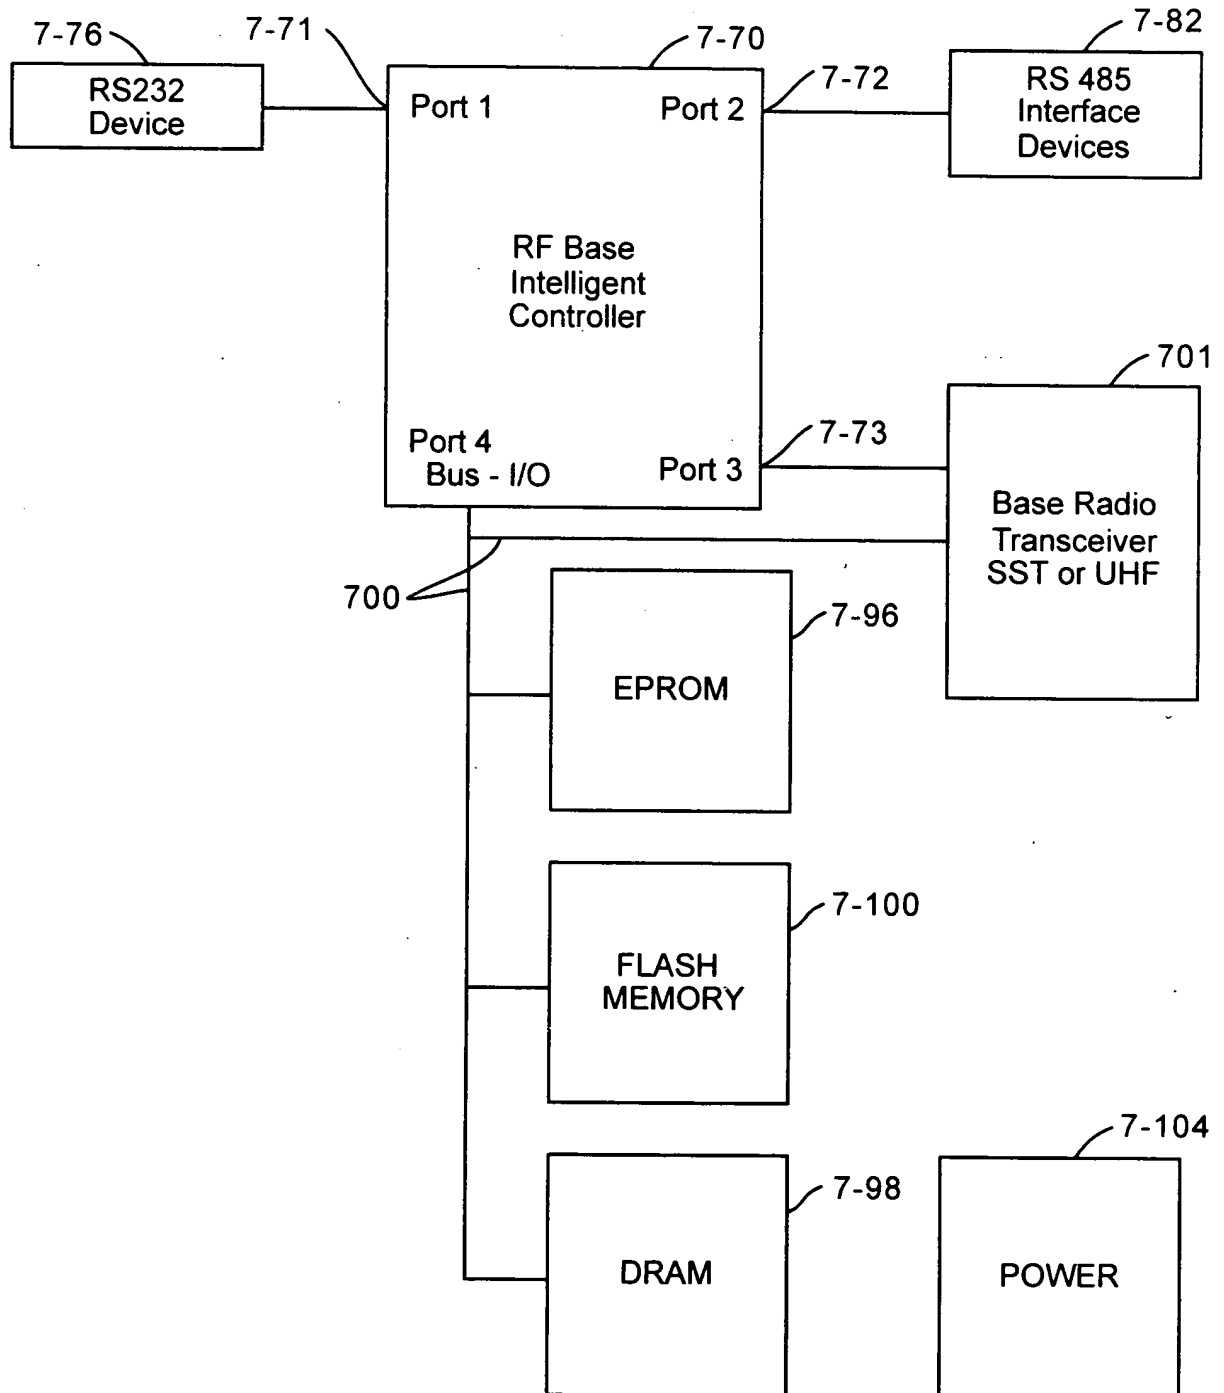 7-76
7-71
7-70
7-82
RS232
Device
Port 1
Port 2
7-72
RS 485
Interface
Devices
RF Base
Intelligent
Controller
701
Port 4
Bus - I/O
Port 3
7-73
Base Radio
Transceiver
SST or UHF
700
7-96
EPROM
7-100
FLASH
MEMORY
7-104
7-98
DRAM
POWER